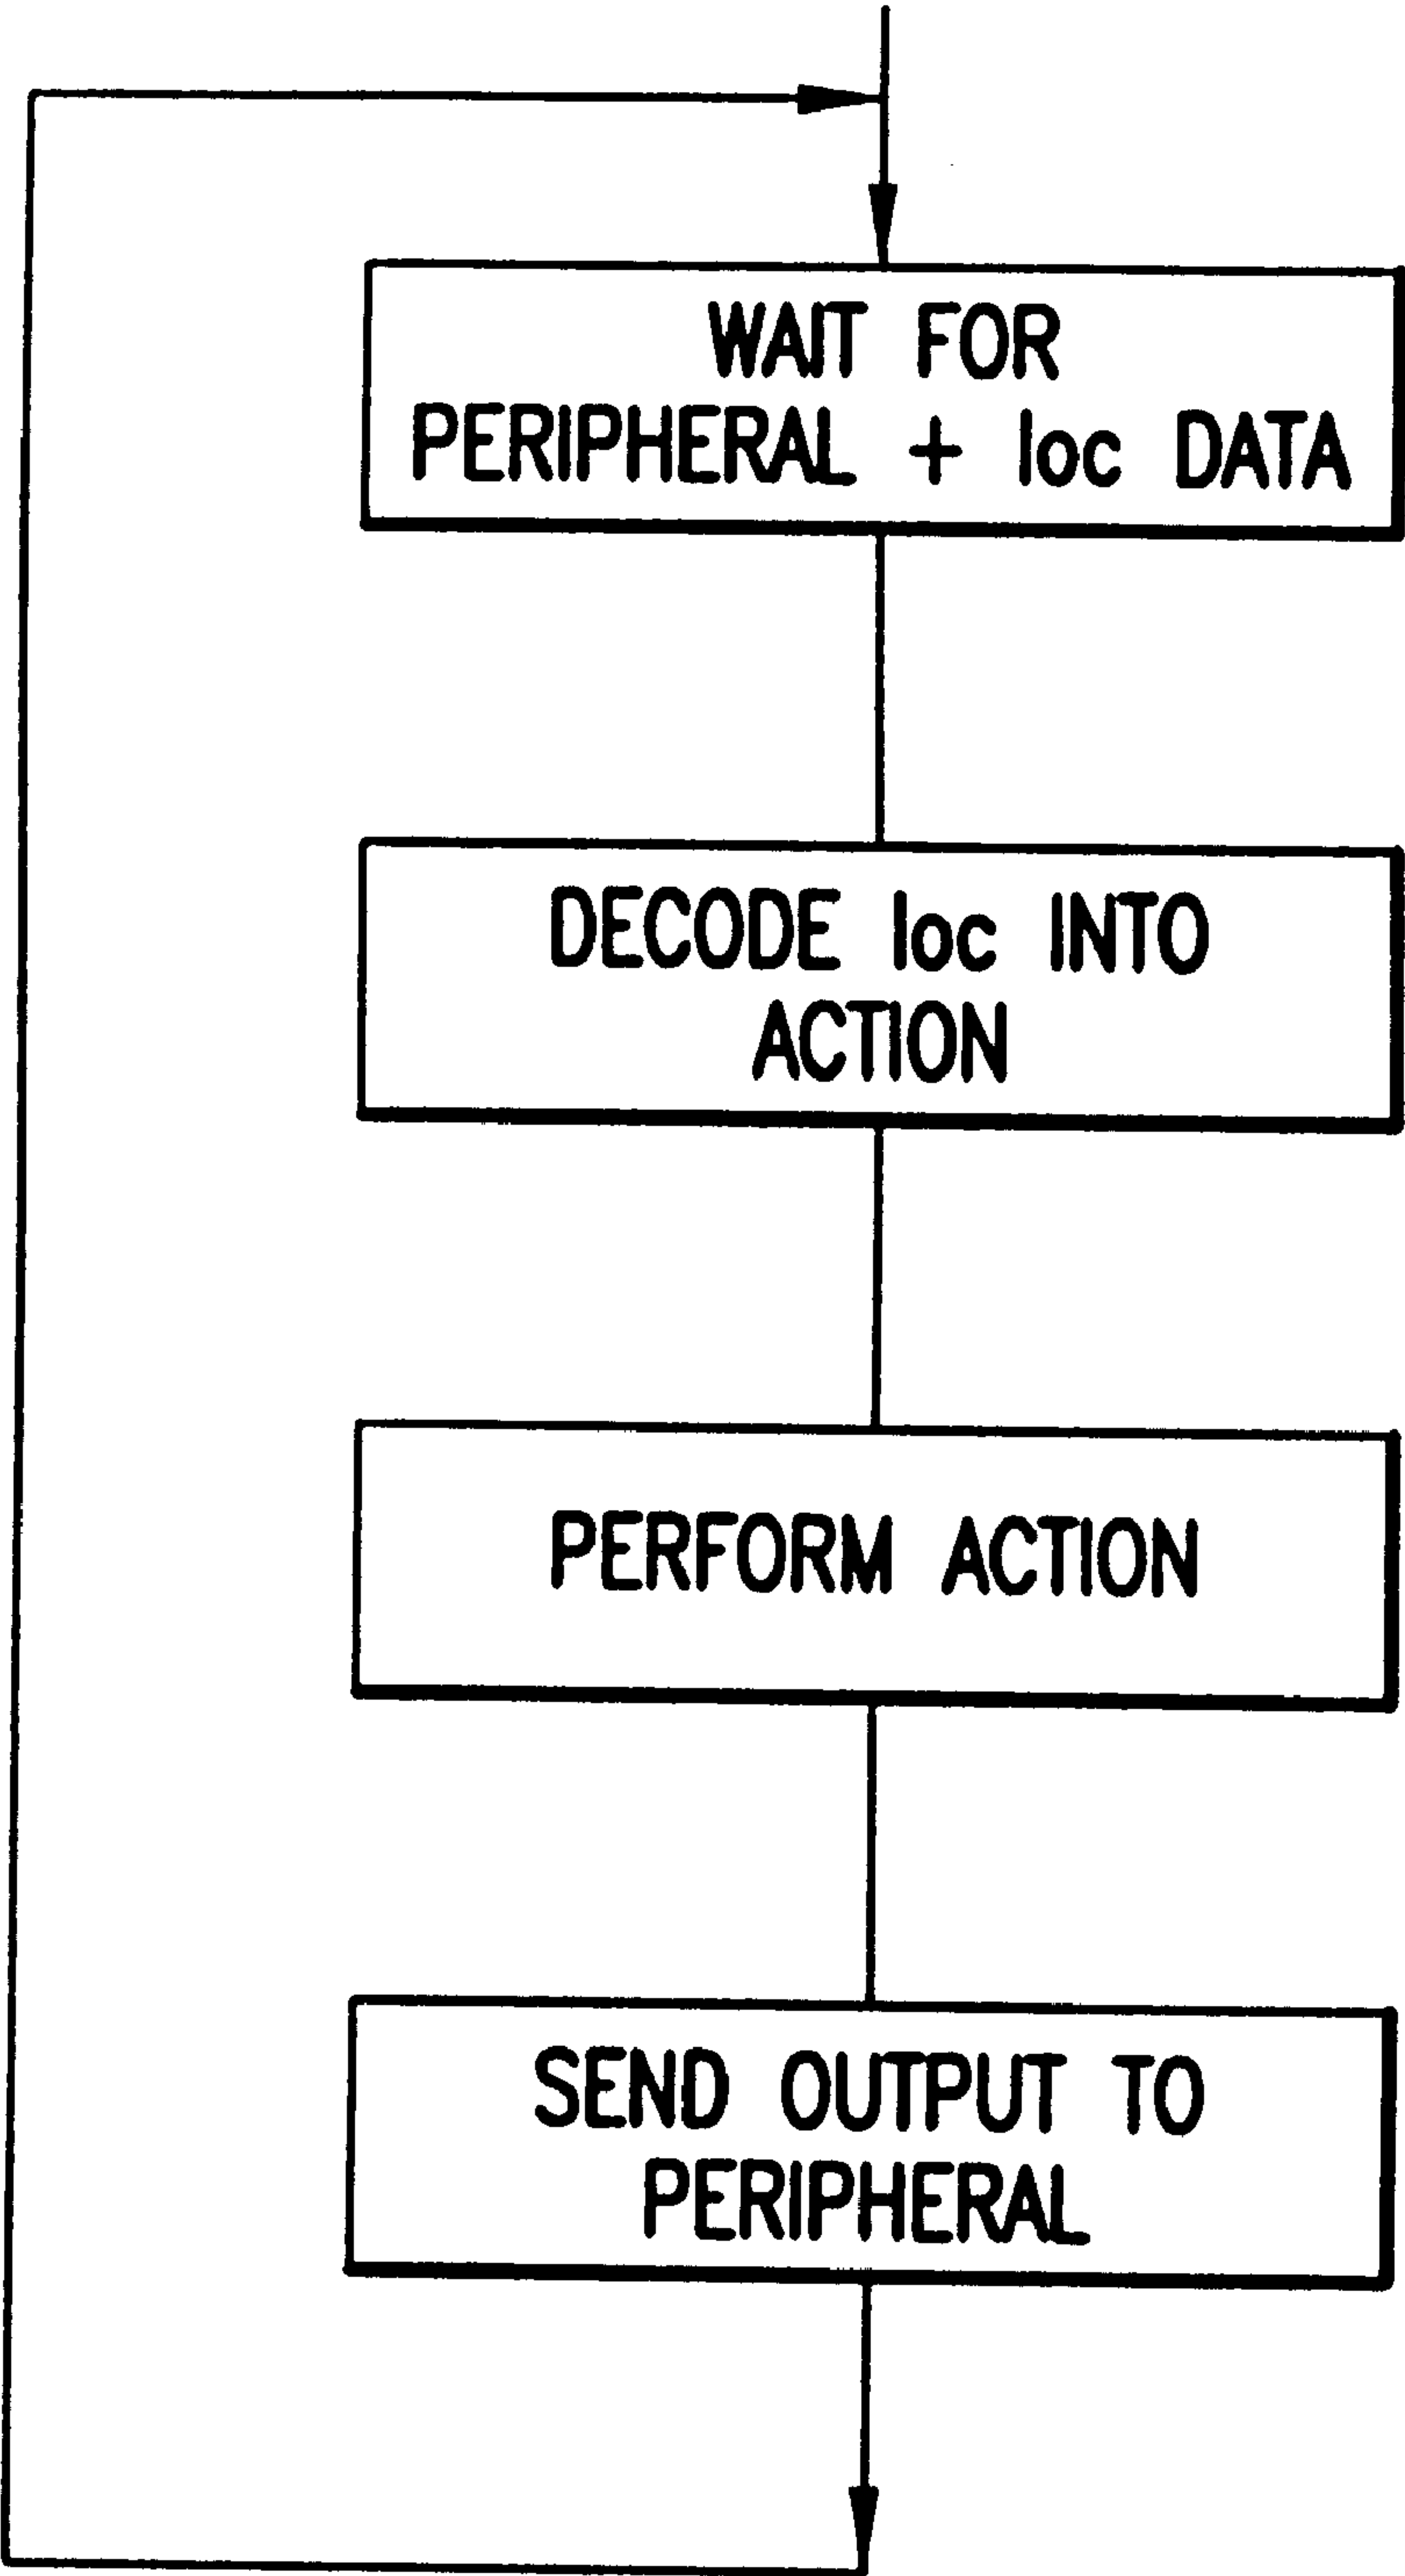 WAIT FOR
PERIPHERAL + loc DATA
DECODE loc INTO
ACTION
PERFORM ACTION
SEND OUTPUT TO
PERIPHERAL